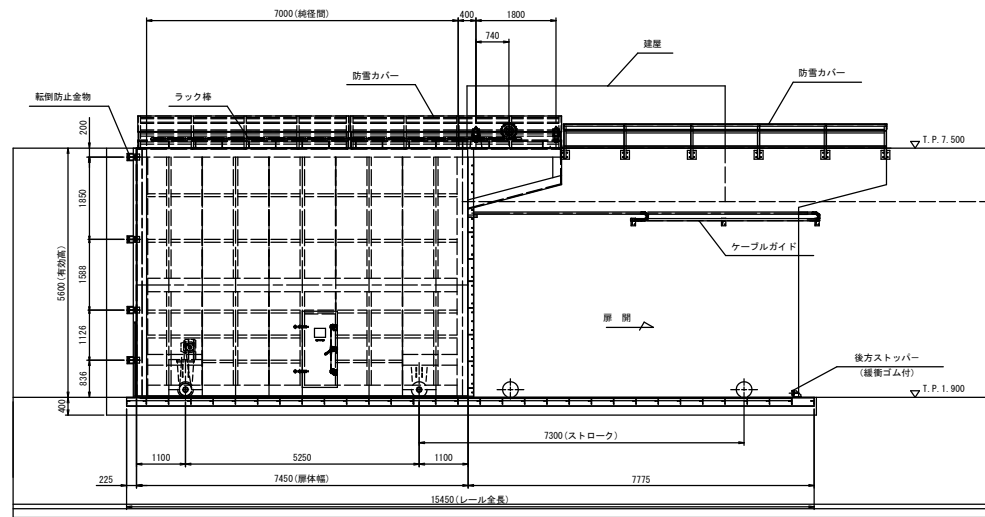 7000(純径間)
400
1800
740
建屋
防雪カバー
防雪カバー
転倒防止金物
ラック棒
200
T.P.7.500
1850
5600(有効高)
ケーブルガイド
1588
扉 開
1126
後方ストッパー
(緩衝ゴム付)
836
T.P.1.900
400
7300(ストローク)
1100
5250
1100
225
7450(扉体幅)
7775
15450(レール全長)